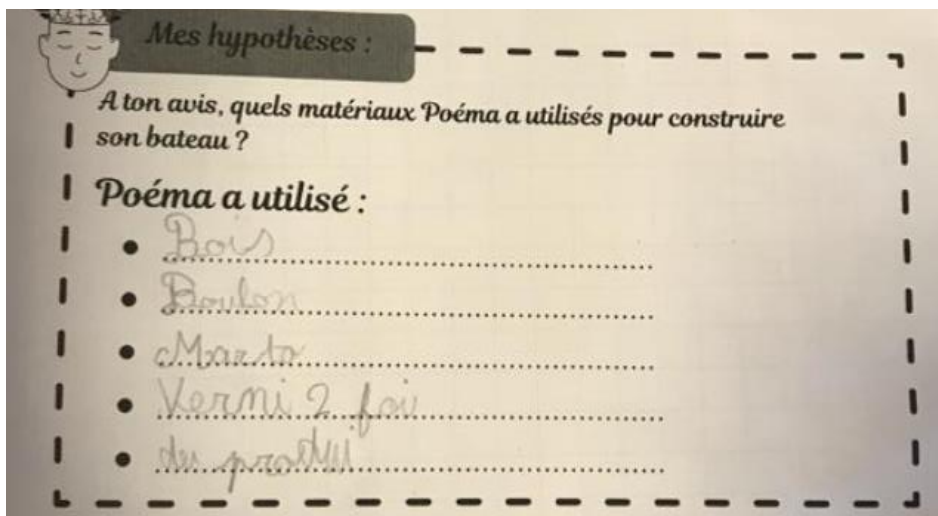 Mes hypothèses :
A ton avis, quels matériaux Poéma a utilisés pour construire
son bateau ?
Poéma a utilisé :
• Bois
• Boulon
• Marto
• Verni 2 foi
• des produi